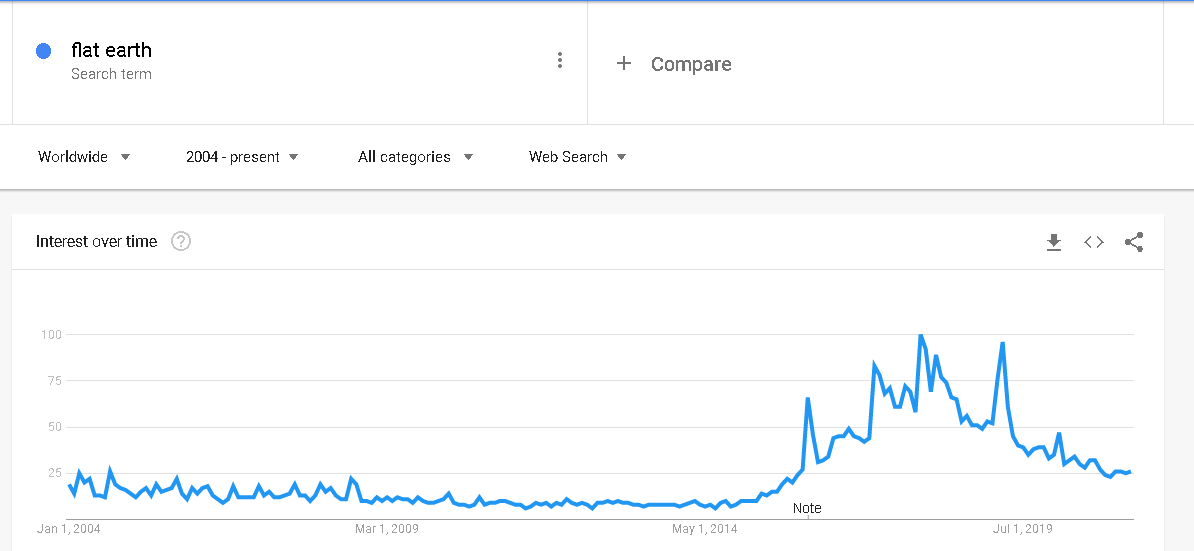 flat earth
Search term
+ Compare
Worldwide
2004 - present
All categories
Web Search
Interest over time ?
100
75
50
25
Note
Jan 1, 2004
Mar 1, 2009
May 1, 2014
Jul 1, 2019